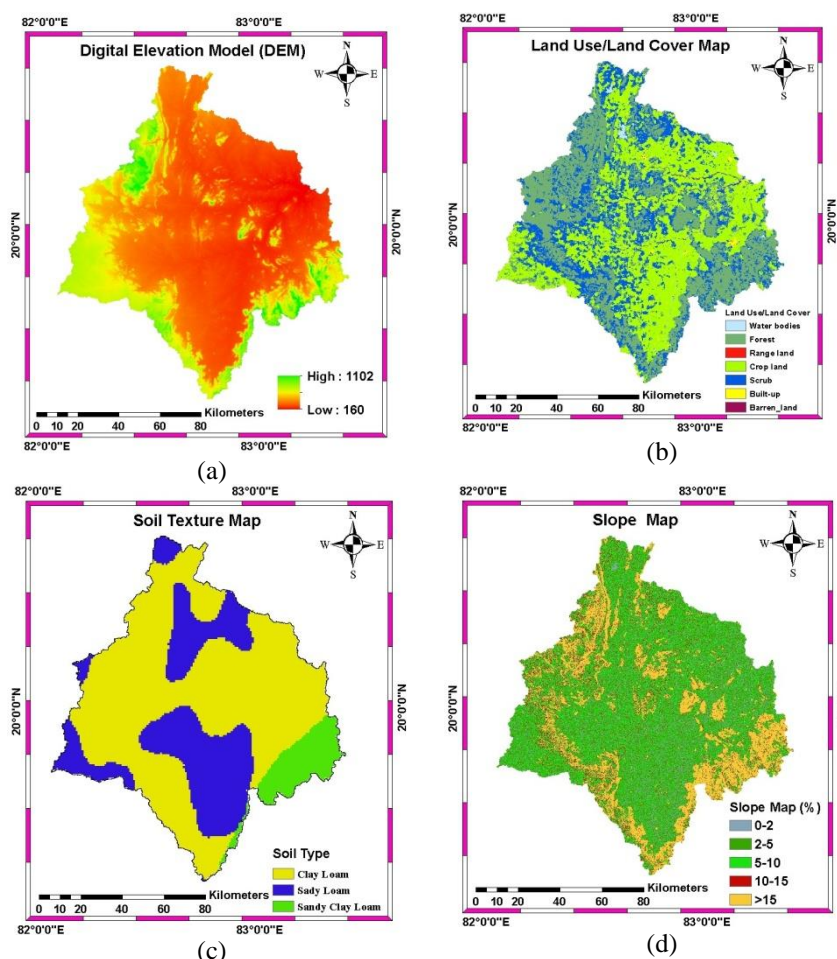 82°0'0"E 83°0'0"E
Digital Elevation Model (DEM)
N
W E
S
20°0'0"N 20°0'0"N
High : 1102
Low : 160
Kilometers
0 10 20 40 60 80
82°0'0"E 83°0'0"E
(a)
82°0'0"E 83°0'0"E
Land Use/Land Cover Map
N
W E
S
20°0'0"N 20°0'0"N
Land Use/Land Cover
Water bodies
Forest
Range land
Crop land
Scrub
Built-up
Barren_land
Kilometers
0 10 20 40 60 80
82°0'0"E 83°0'0"E
(b)
82°0'0"E 83°0'0"E
Soil Texture Map
N
W E
S
20°0'0"N 20°0'0"N
Soil Type
Clay Loam
Sady Loam
Sandy Clay Loam
Kilometers
0 10 20 40 60 80
82°0'0"E 83°0'0"E
(c)
82°0'0"E 83°0'0"E
Slope Map
N
W E
S
20°0'0"N 20°0'0"N
Slope Map (%)
0-2
2-5
5-10
10-15
>15
Kilometers
0 10 20 40 60 80
82°0'0"E 83°0'0"E
(d)